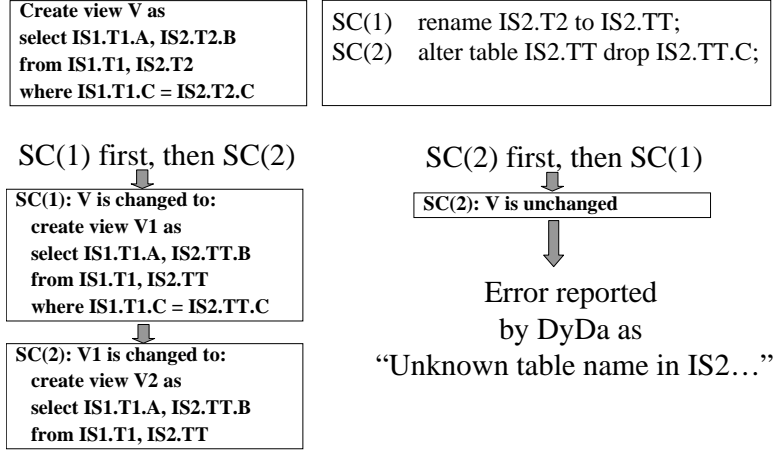 Create view V as
select IS1.T1.A, IS2.T2.B
from IS1.T1, IS2.T2
where IS1.T1.C = IS2.T2.C
SC(1) rename IS2.T2 to IS2.TT;
SC(2) alter table IS2.TT drop IS2.TT.C;
SC(1) first, then SC(2)
SC(1): V is changed to:
create view V1 as
select IS1.T1.A, IS2.TT.B
from IS1.T1, IS2.TT
where IS1.T1.C = IS2.TT.C
SC(2): V1 is changed to:
create view V2 as
select IS1.T1.A, IS2.TT.B
from IS1.T1, IS2.TT
SC(2) first, then SC(1)
SC(2): V is unchanged
Error reported
by DyDa as
“Unknown table name in IS2…”